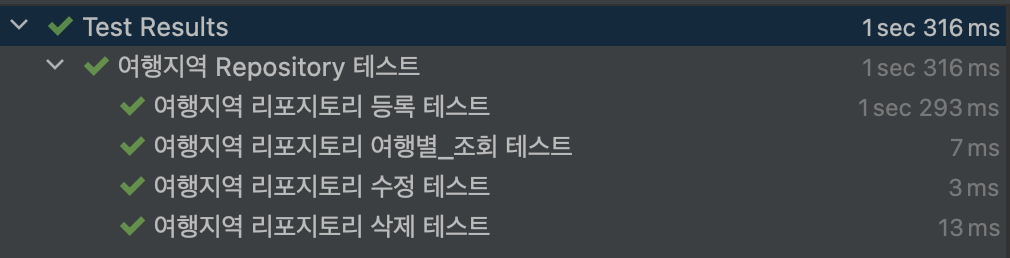 Test Results 1 sec 316 ms
여행지역 Repository 테스트 1 sec 316 ms
여행지역 리포지토리 등록 테스트 1 sec 293 ms
여행지역 리포지토리 여행별_조회 테스트 7 ms
여행지역 리포지토리 수정 테스트 3 ms
여행지역 리포지토리 삭제 테스트 13 ms